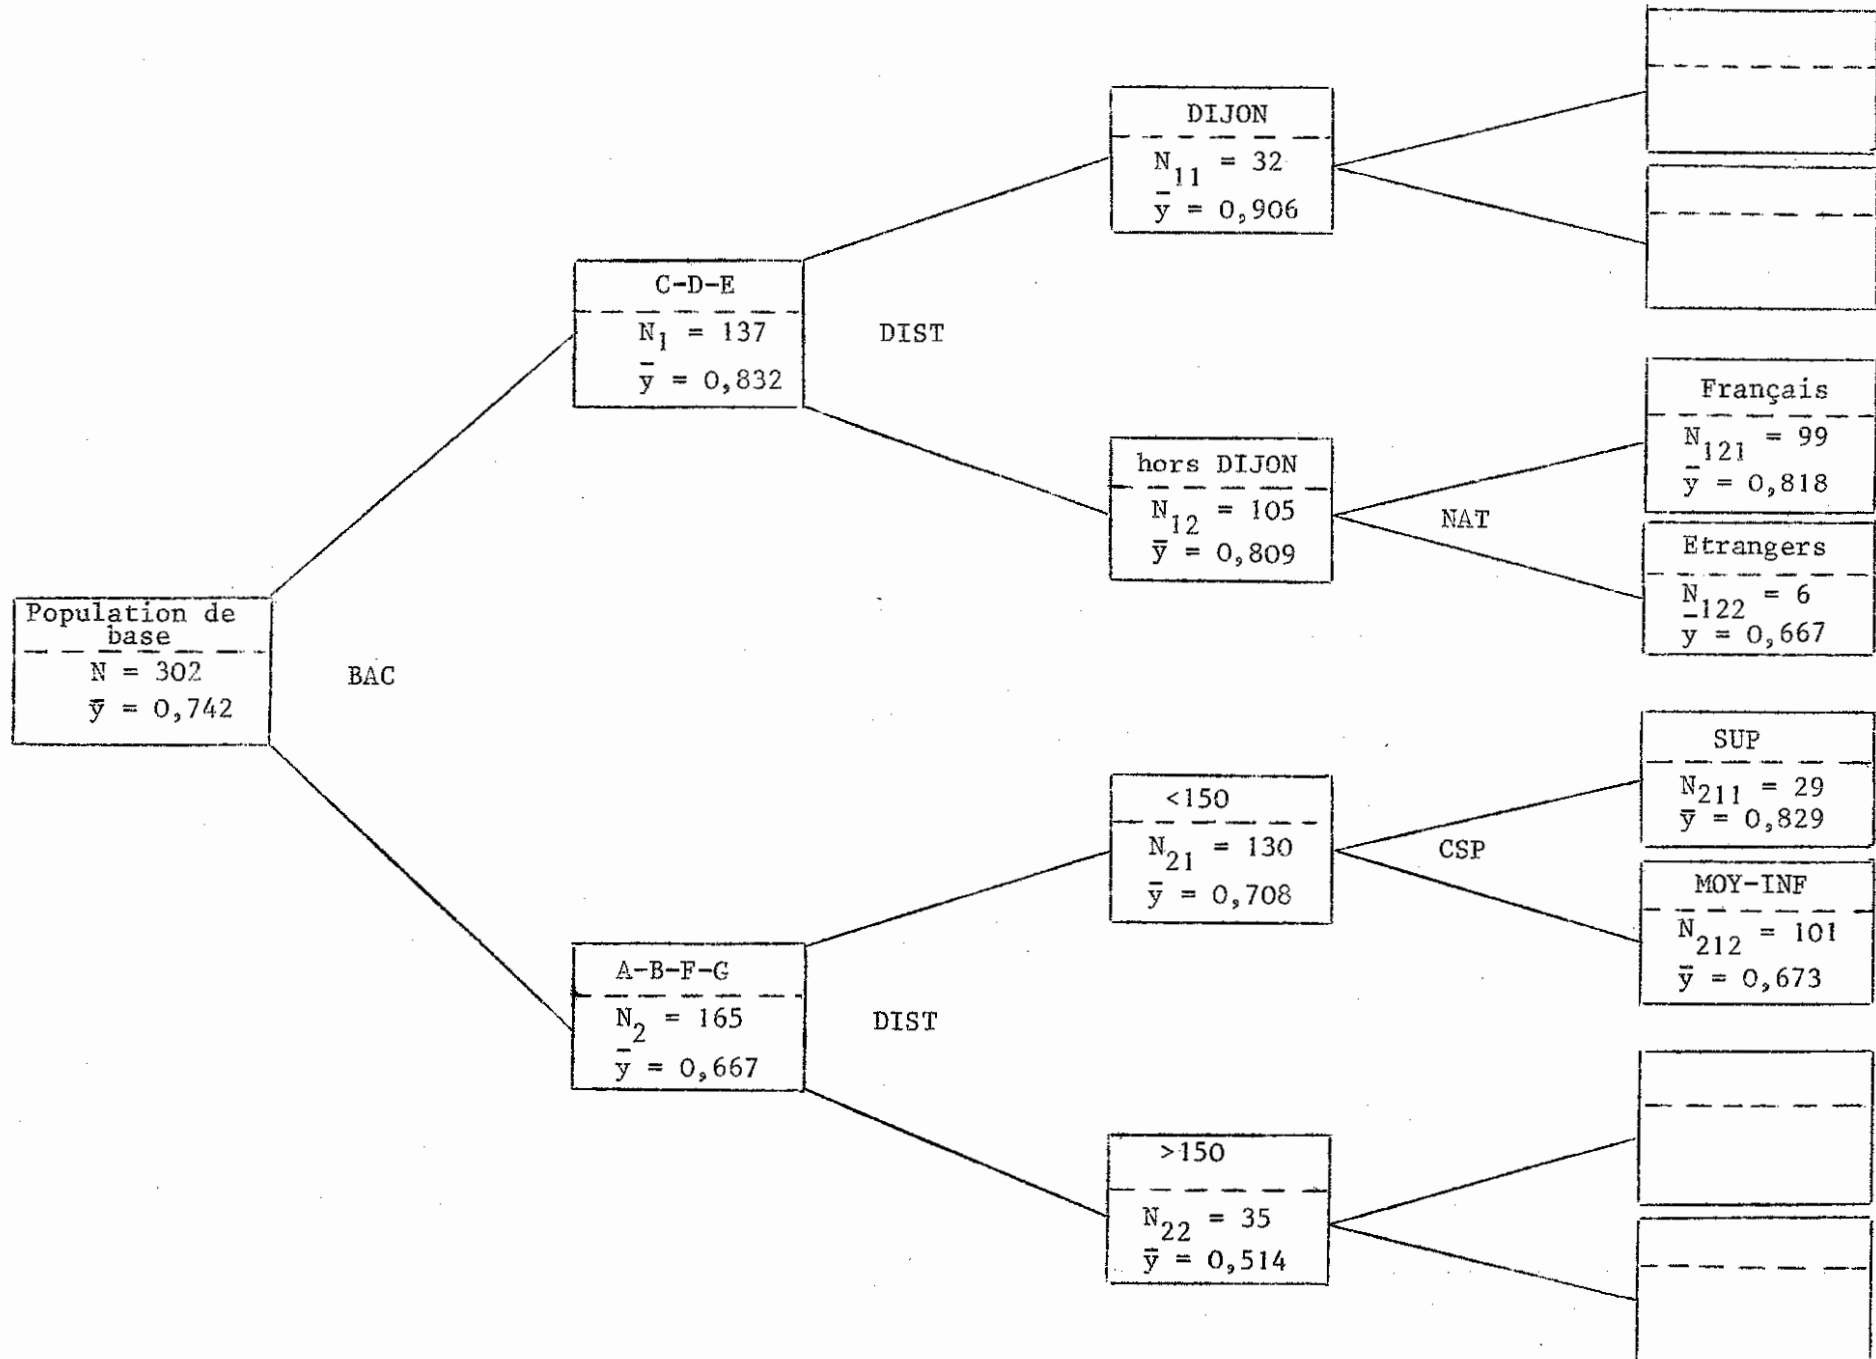 Population de
base
N = 302
ȳ = 0,742
BAC
C-D-E
N1 = 137
ȳ = 0,832
DIST
A-B-F-G
N2 = 165
ȳ = 0,667
DIST
DIJON
N11 = 32
ȳ = 0,906
hors DIJON
N12 = 105
ȳ = 0,809
NAT
<150
N21 = 130
ȳ = 0,708
CSP
>150
N22 = 35
ȳ = 0,514
Français
N121 = 99
ȳ = 0,818
Etrangers
N122 = 6
ȳ = 0,667
SUP
N211 = 29
ȳ = 0,829
MOY-INF
N212 = 101
ȳ = 0,673